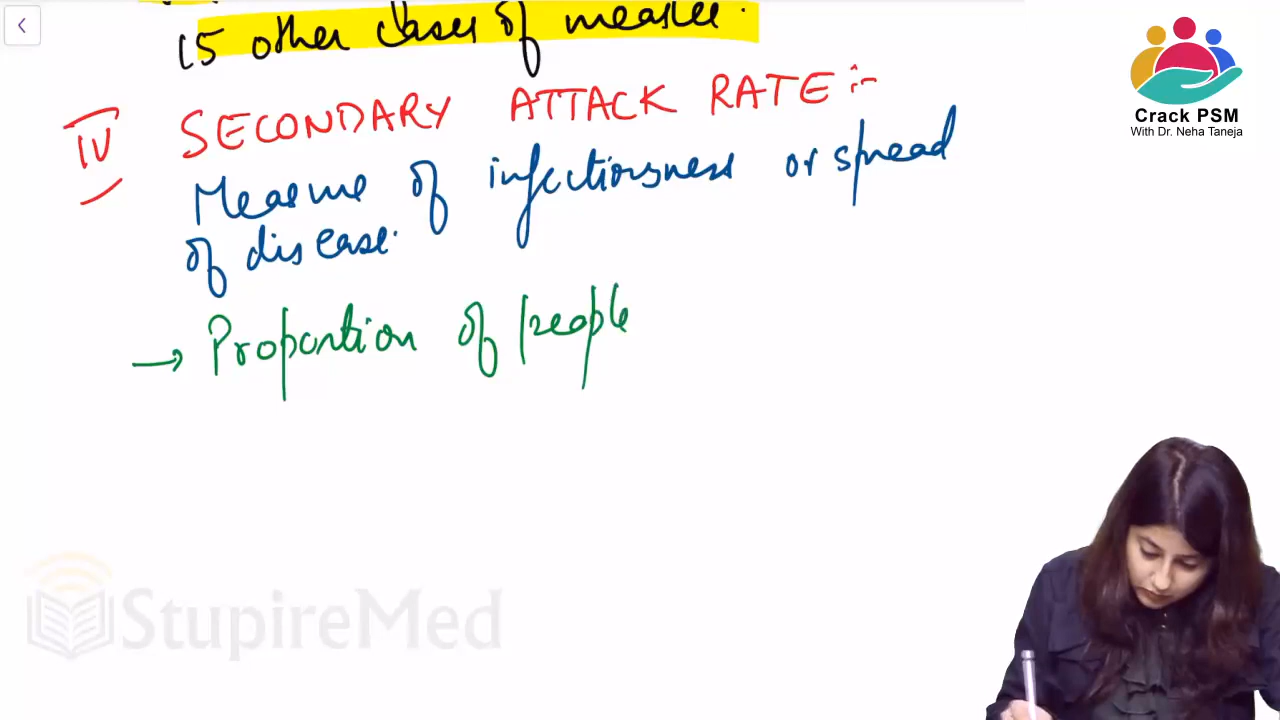 15 other cases of measles.
Crack PSM
With Dr. Neha Taneja
IV SECONDARY ATTACK RATE :-
Measure of infectiousness or spread
of disease.
→ Proportion of people
StupireMed